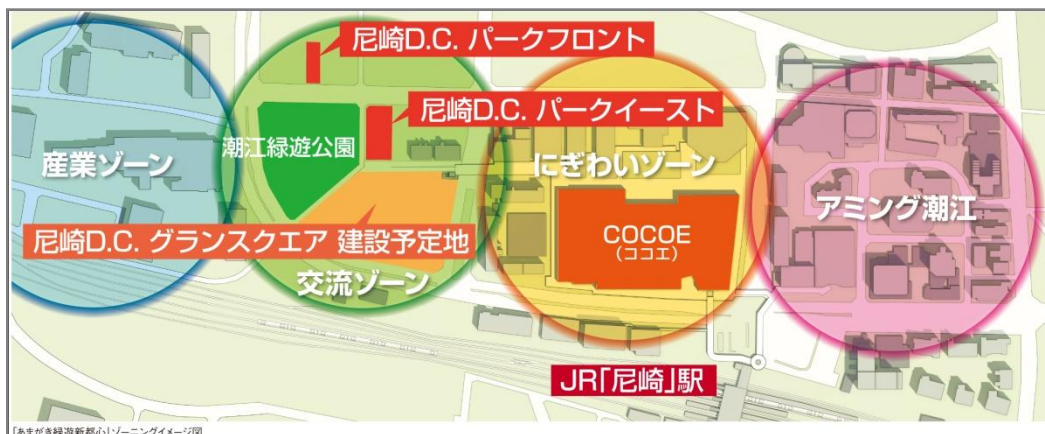 尼崎D.C. パークフロント
尼崎D.C. パークイースト
産業ゾーン
潮江緑遊公園
にぎわいゾーン
アミング潮江
尼崎D.C. グランスクエア 建設予定地
COCOE
(ココエ)
交流ゾーン
JR「尼崎」駅
「あまがさき緑遊新都心」ゾーニングイメージ図